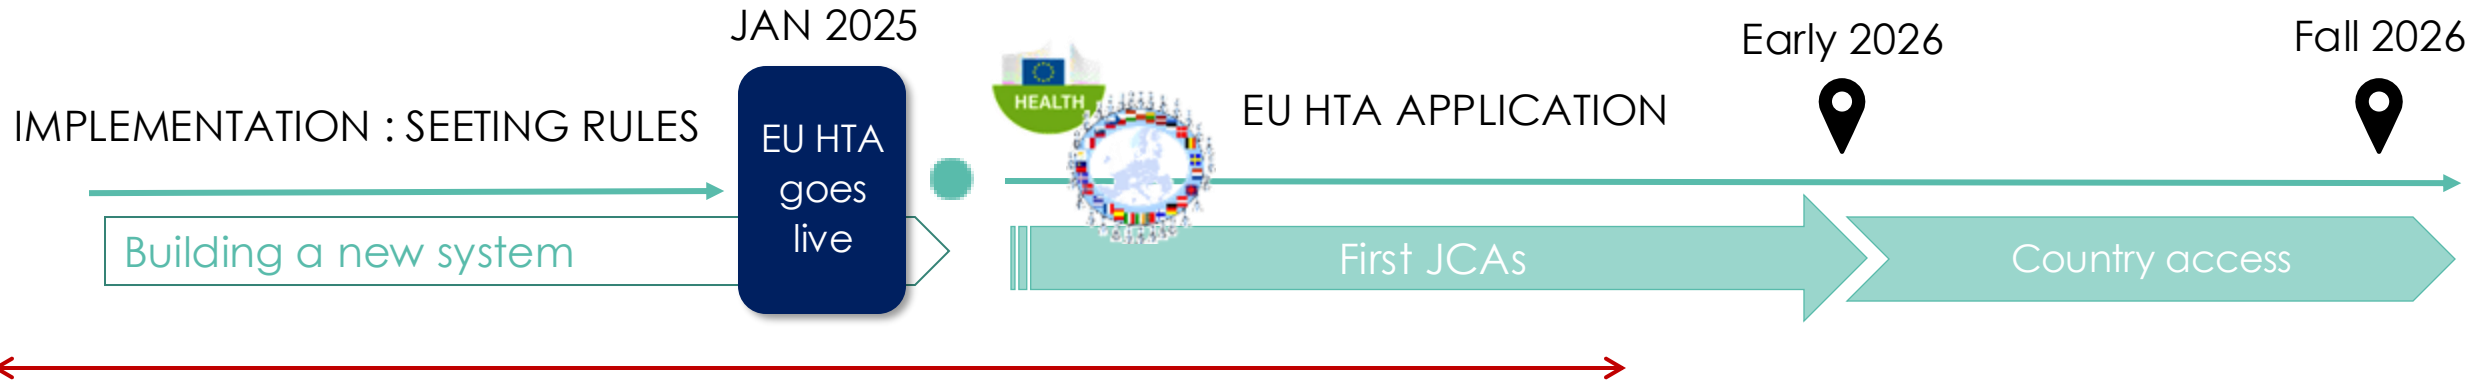 JAN 2025
Early 2026
Fall 2026
IMPLEMENTATION : SEETING RULES
EU HTA
goes
live
HEALTH
EU HTA APPLICATION
Building a new system
First JCAs
Country access